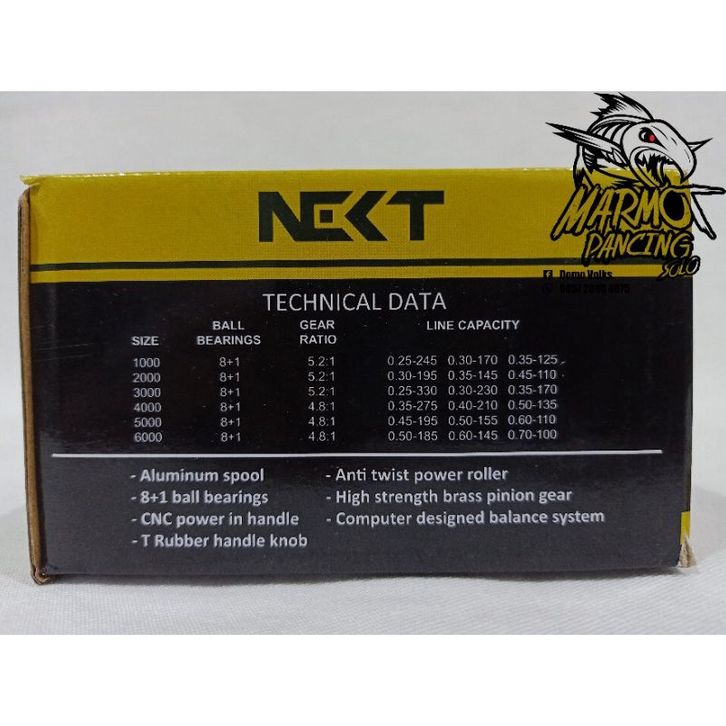 NEKT
MARMO
PANCING
SOLO
Domo Volks
TECHNICAL DATA
SIZE BALL BEARINGS GEAR RATIO LINE CAPACITY
1000 8+1 5.2:1 0.25-245 0.30-170 0.35-125
2000 8+1 5.2:1 0.30-195 0.35-145 0.45-110
3000 8+1 5.2:1 0.25-330 0.30-230 0.35-170
4000 8+1 4.8:1 0.35-275 0.40-210 0.50-135
5000 8+1 4.8:1 0.45-195 0.50-155 0.60-110
6000 8+1 4.8:1 0.50-185 0.60-145 0.70-100
- Aluminum spool
- 8+1 ball bearings
- CNC power in handle
- T Rubber handle knob
- Anti twist power roller
- High strength brass pinion gear
- Computer designed balance system